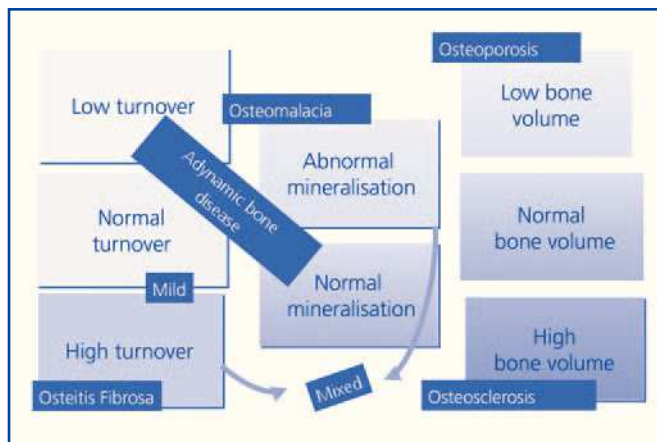 Osteoporosis
Low turnover
Osteomalacia
Low bone
volume
Adynamic bone
disease
Abnormal
mineralisation
Normal
turnover
Normal
bone volume
Mild
Normal
mineralisation
High turnover
High
bone volume
Mixed
Osteitis Fibrosa
Osteosclerosis